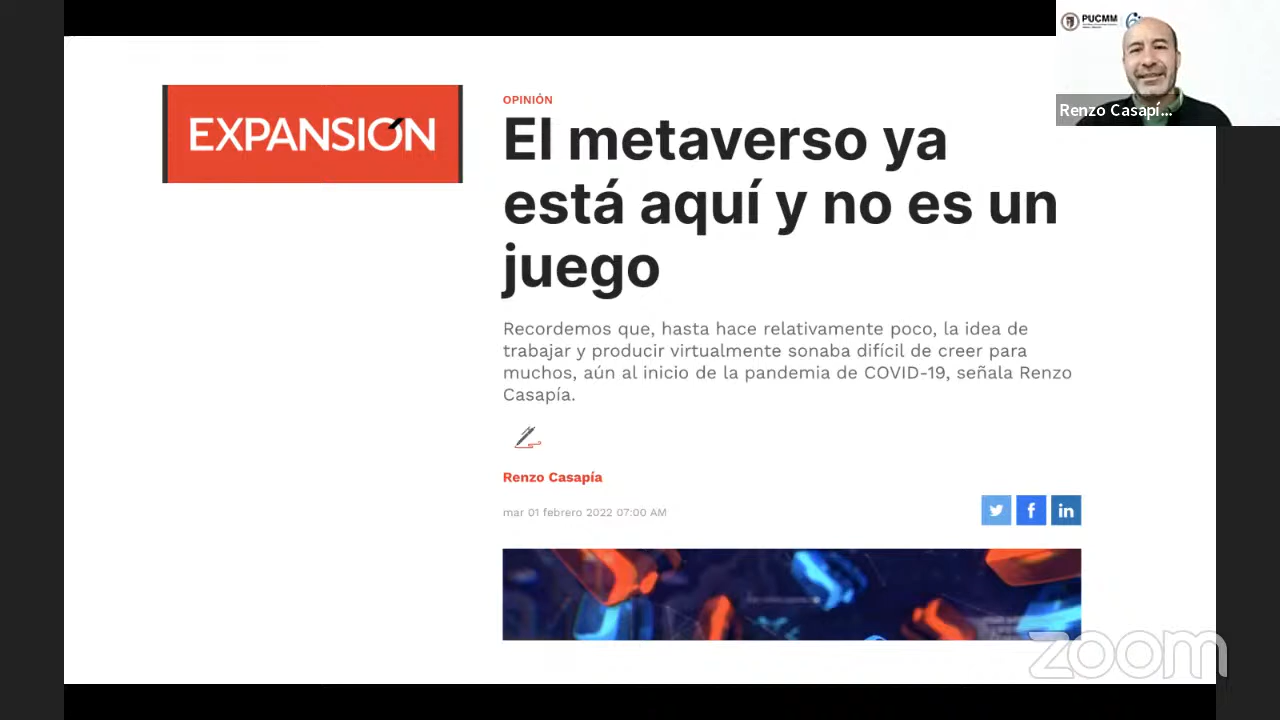 PUCMM
Renzo Casapí...
EXPANSIÓN
OPINIÓN
El metaverso ya
está aquí y no es un
juego
Recordemos que, hasta hace relativamente poco, la idea de
trabajar y producir virtualmente sonaba difícil de creer para
muchos, aún al inicio de la pandemia de COVID-19, señala Renzo
Casapía.
Renzo Casapía
mar 01 febrero 2022 07:00 AM
zoom